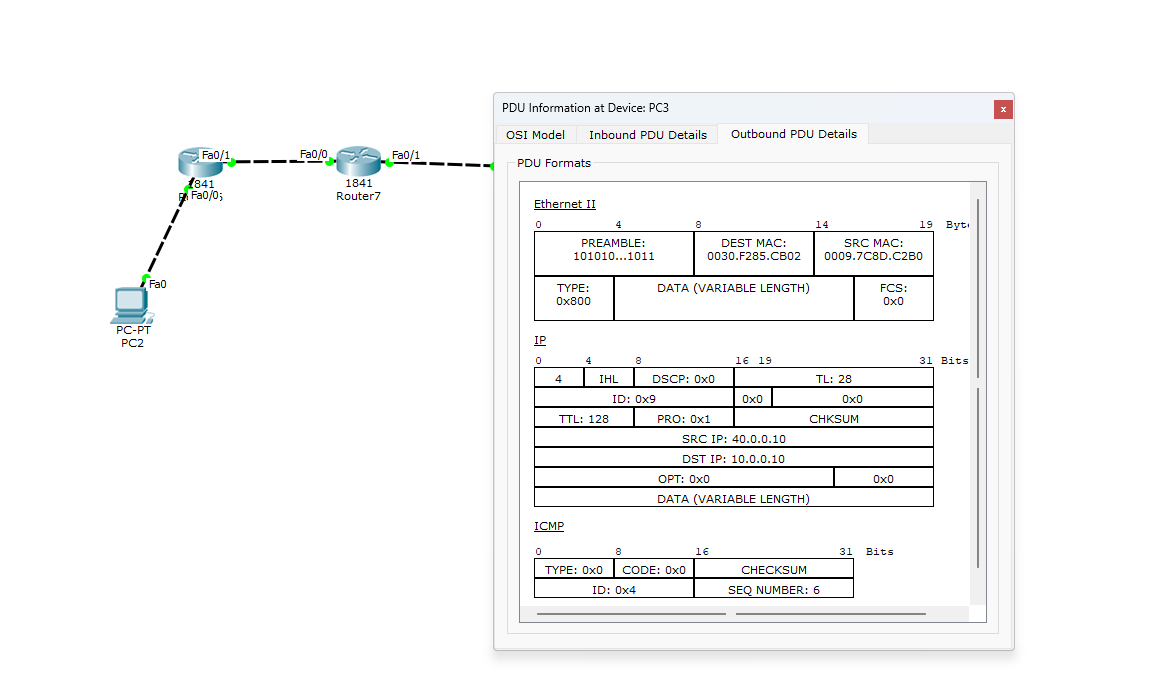 PDU Information at Device: PC3
x
OSI Model Inbound PDU Details Outbound PDU Details
PDU Formats
Ethernet II
0 4 8 14 19
PREAMBLE: DEST MAC: SRC MAC:
101010...1011 0030.F285.CB02 0009.7C8D.C2B0
TYPE: DATA (VARIABLE LENGTH) FCS:
0x800 0x0
IP
0 4 8 16 19 31 Bits
4 IHL DSCP: 0x0 TL: 28
ID: 0x9 0x0 0x0
TTL: 128 PRO: 0x1 CHKSUM
SRC IP: 40.0.0.10
DST IP: 10.0.0.10
OPT: 0x0 0x0
DATA (VARIABLE LENGTH)
ICMP
0 8 16 31 Bits
TYPE: 0x0 CODE: 0x0 CHECKSUM
ID: 0x4 SEQ NUMBER: 6
Fa0/1 Fa0/0 Fa0/1
1841 1841
Fa0/0 Router7
Fa0
PC-PT
PC2